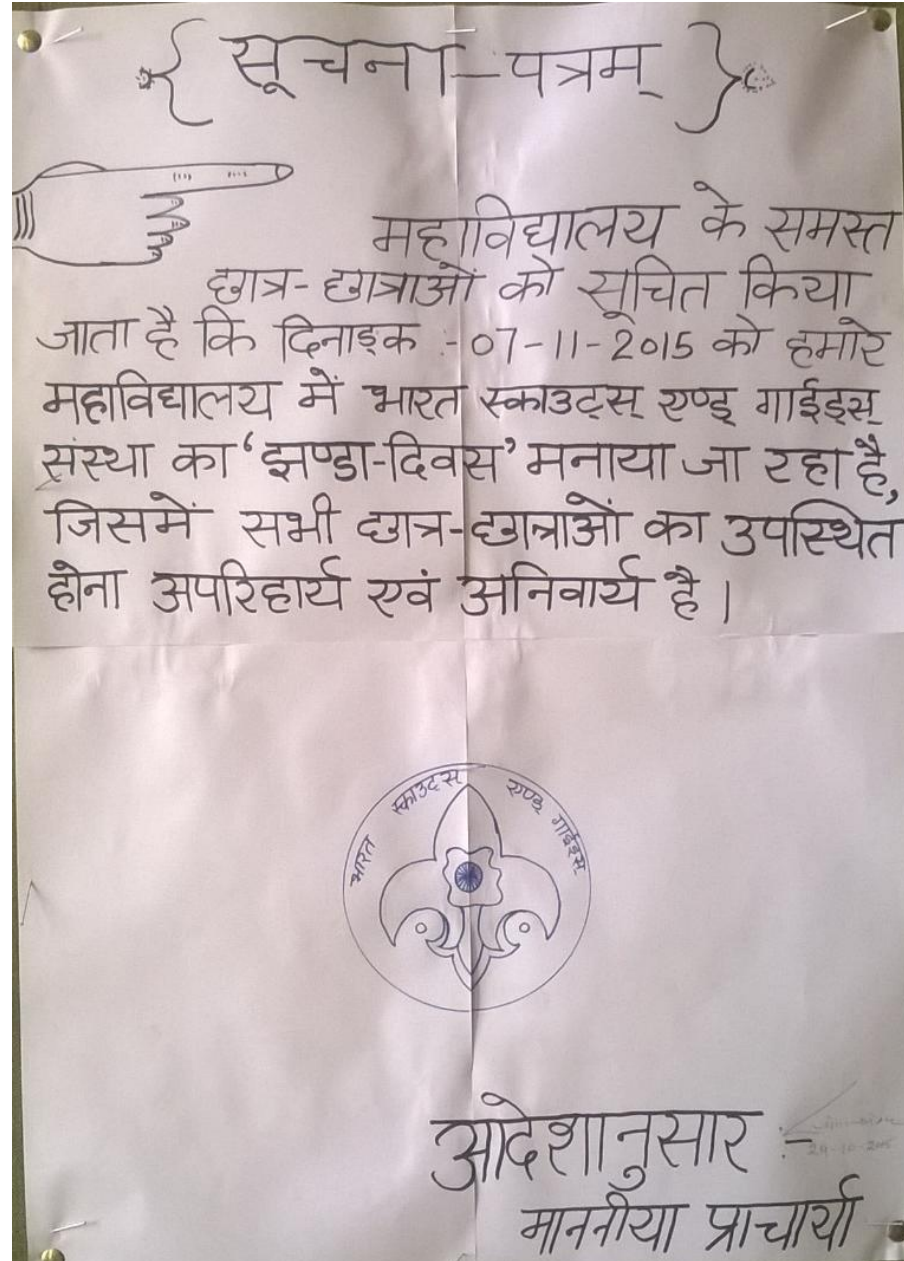 सूचना-पत्रम्
महाविद्यालय के समस्त
छात्र-छात्राओं को सूचित किया
जाता है कि दिनाङ्क :-07-11-2015 को हमारे
महाविद्यालय में भारत स्काउट्स् एण्ड् गाईड्स्
संस्था का 'झण्डा-दिवस' मनाया जा रहा है,
जिसमें सभी छात्र-छात्राओं का उपस्थित
होना अपरिहार्य एवं अनिवार्य है।
भारत स्काउट्स् एण्ड् गाईड्स्
आदेशानुसार :-
माननीया प्राचार्या